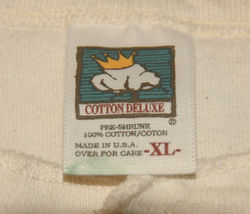 COTTON DELUXE
®
PRE-SHRUNK
100% COTTON/COTON
MADE IN U.S.A.
OVER FOR CARE -XL-